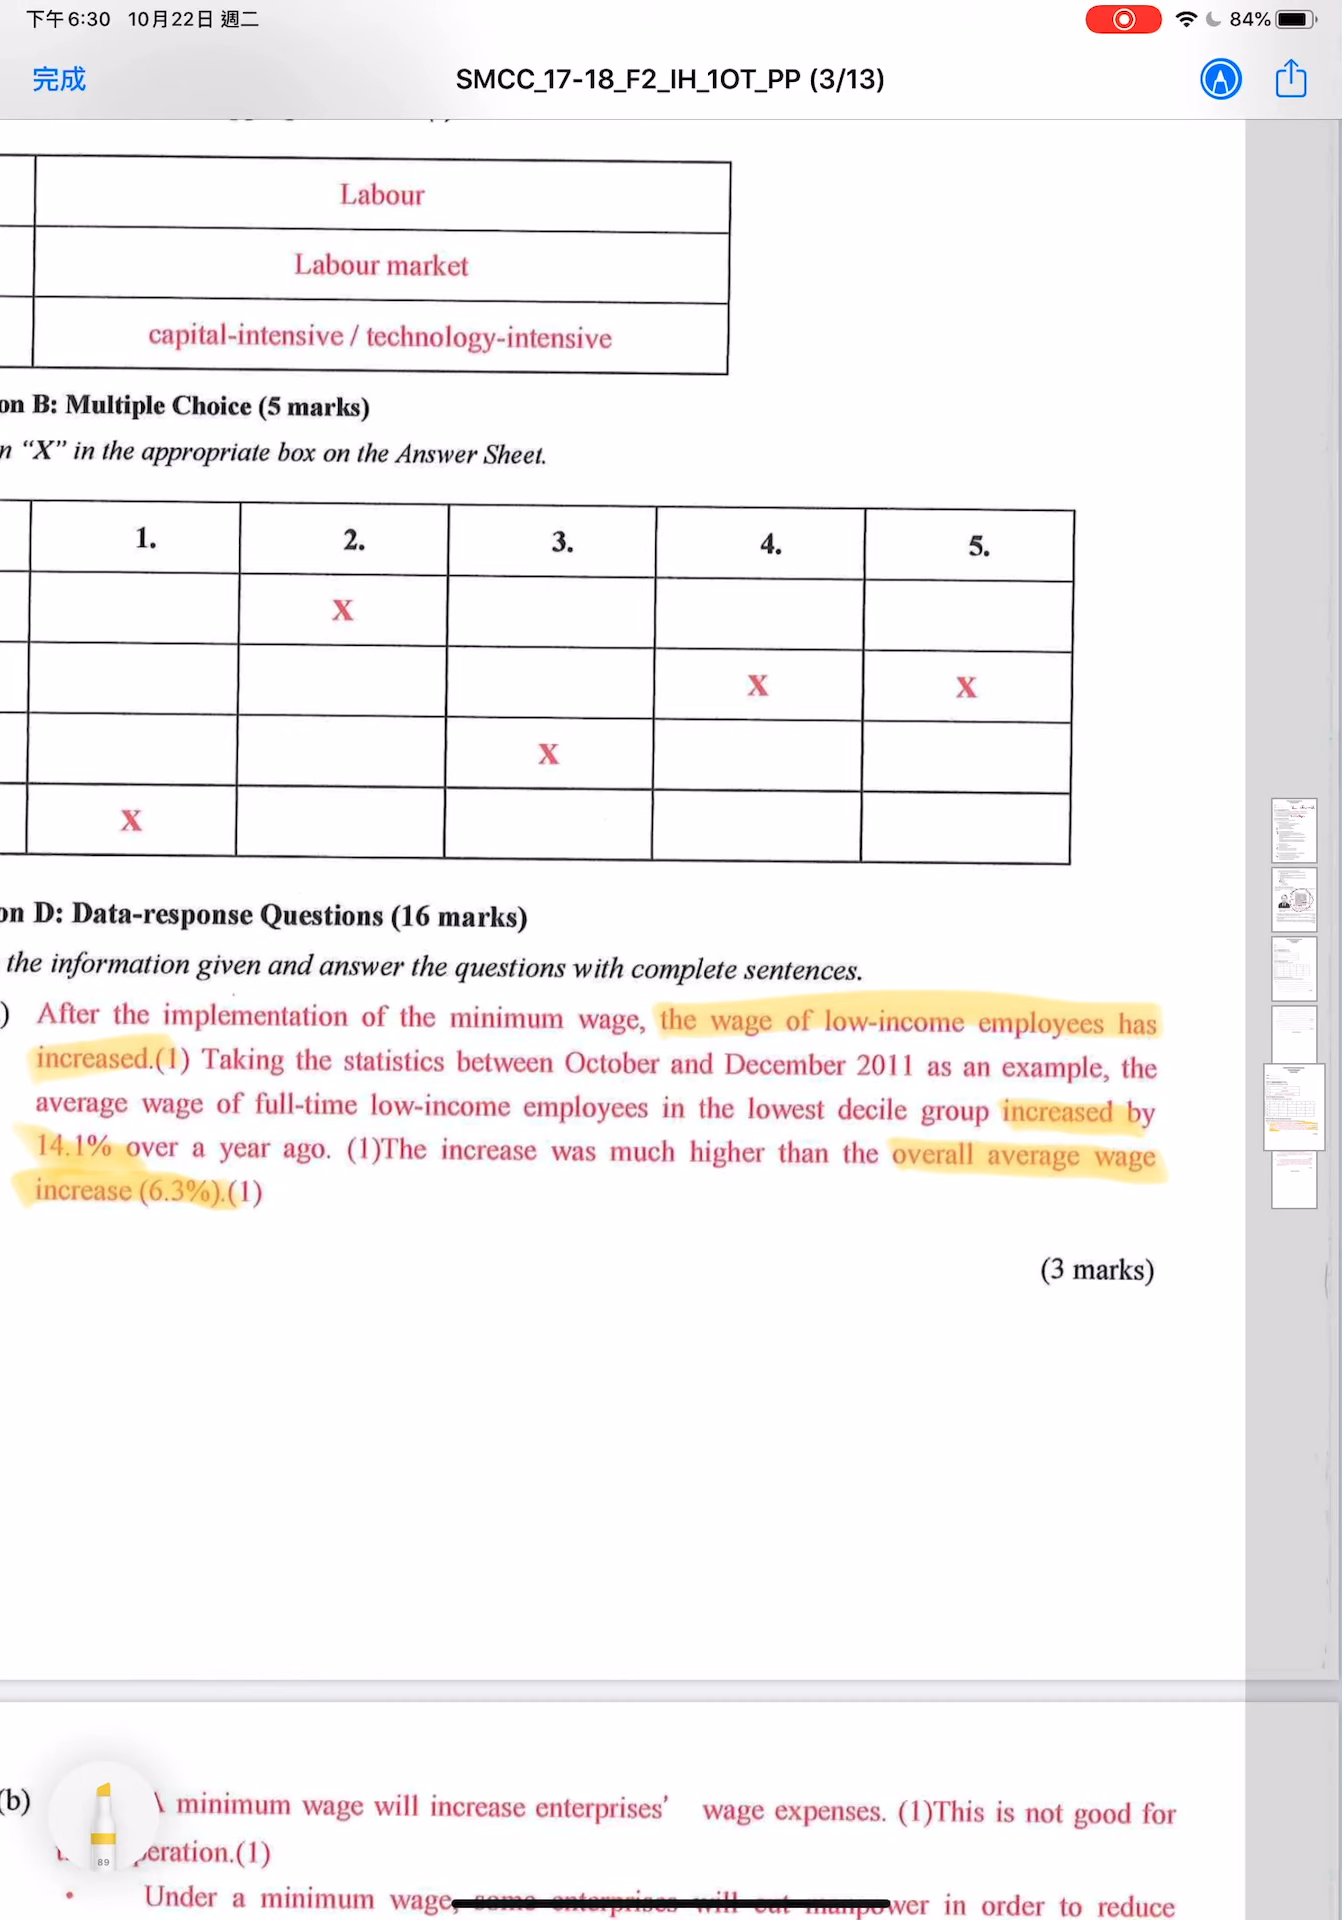 下午6:30 10月22日 週二
84%
完成
SMCC_17-18_F2_IH_1OT_PP (3/13)
Labour
Labour market
capital-intensive / technology-intensive
on B: Multiple Choice (5 marks)
n “X” in the appropriate box on the Answer Sheet.
1. 2. 3. 4. 5.
X
X X
X
X
on D: Data-response Questions (16 marks)
the information given and answer the questions with complete sentences.
) After the implementation of the minimum wage, the wage of low-income employees has
increased.(1) Taking the statistics between October and December 2011 as an example, the
average wage of full-time low-income employees in the lowest decile group increased by
14.1% over a year ago. (1)The increase was much higher than the overall average wage
increase (6.3%).(1)
(3 marks)
(b) A minimum wage will increase enterprises’ wage expenses. (1)This is not good for
eration.(1)
89
• Under a minimum wage, some enterprises will cut manpower in order to reduce